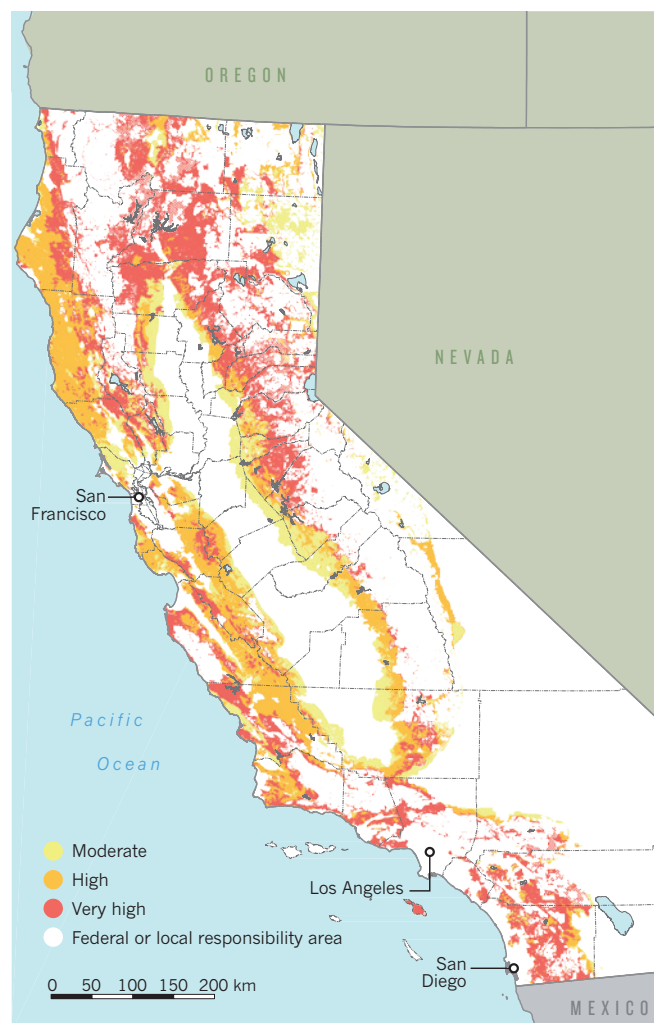 OREGON
NEVADA
San
Francisco
Pacific
Ocean
Moderate
High
Very high
Federal or local responsibility area
Los Angeles
San
Diego
0 50 100 150 200 km
MEXICO